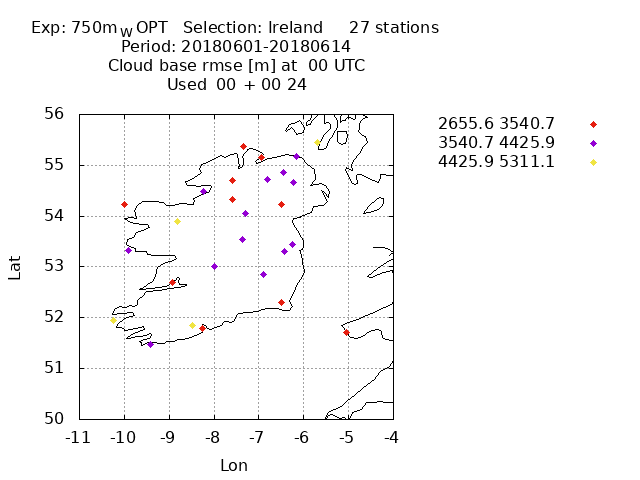 Exp: 750m_W OPT Selection: Ireland 27 stations
Period: 20180601-20180614
Cloud base rmse [m] at 00 UTC
Used 00 + 00 24
2655.6 3540.7
3540.7 4425.9
4425.9 5311.1
56
55
54
53
52
51
50
Lat
-11 -10 -9 -8 -7 -6 -5 -4
Lon